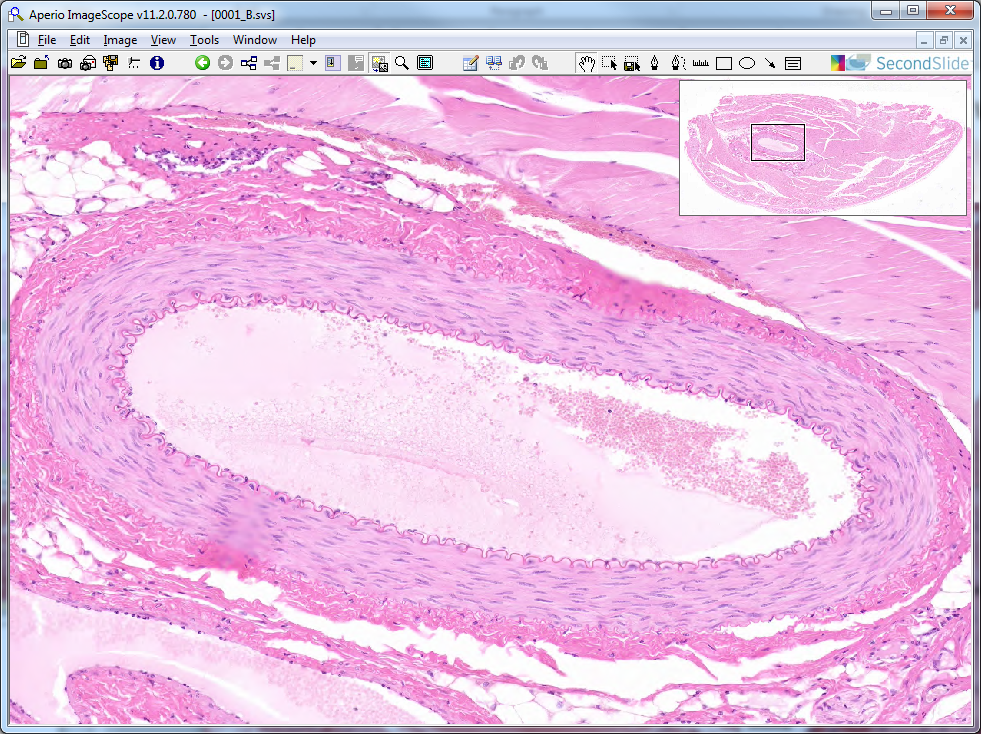 Aperio ImageScope v11.2.0.780 - [0001_B.svs]
File Edit Image View Tools Window Help
SecondSlide